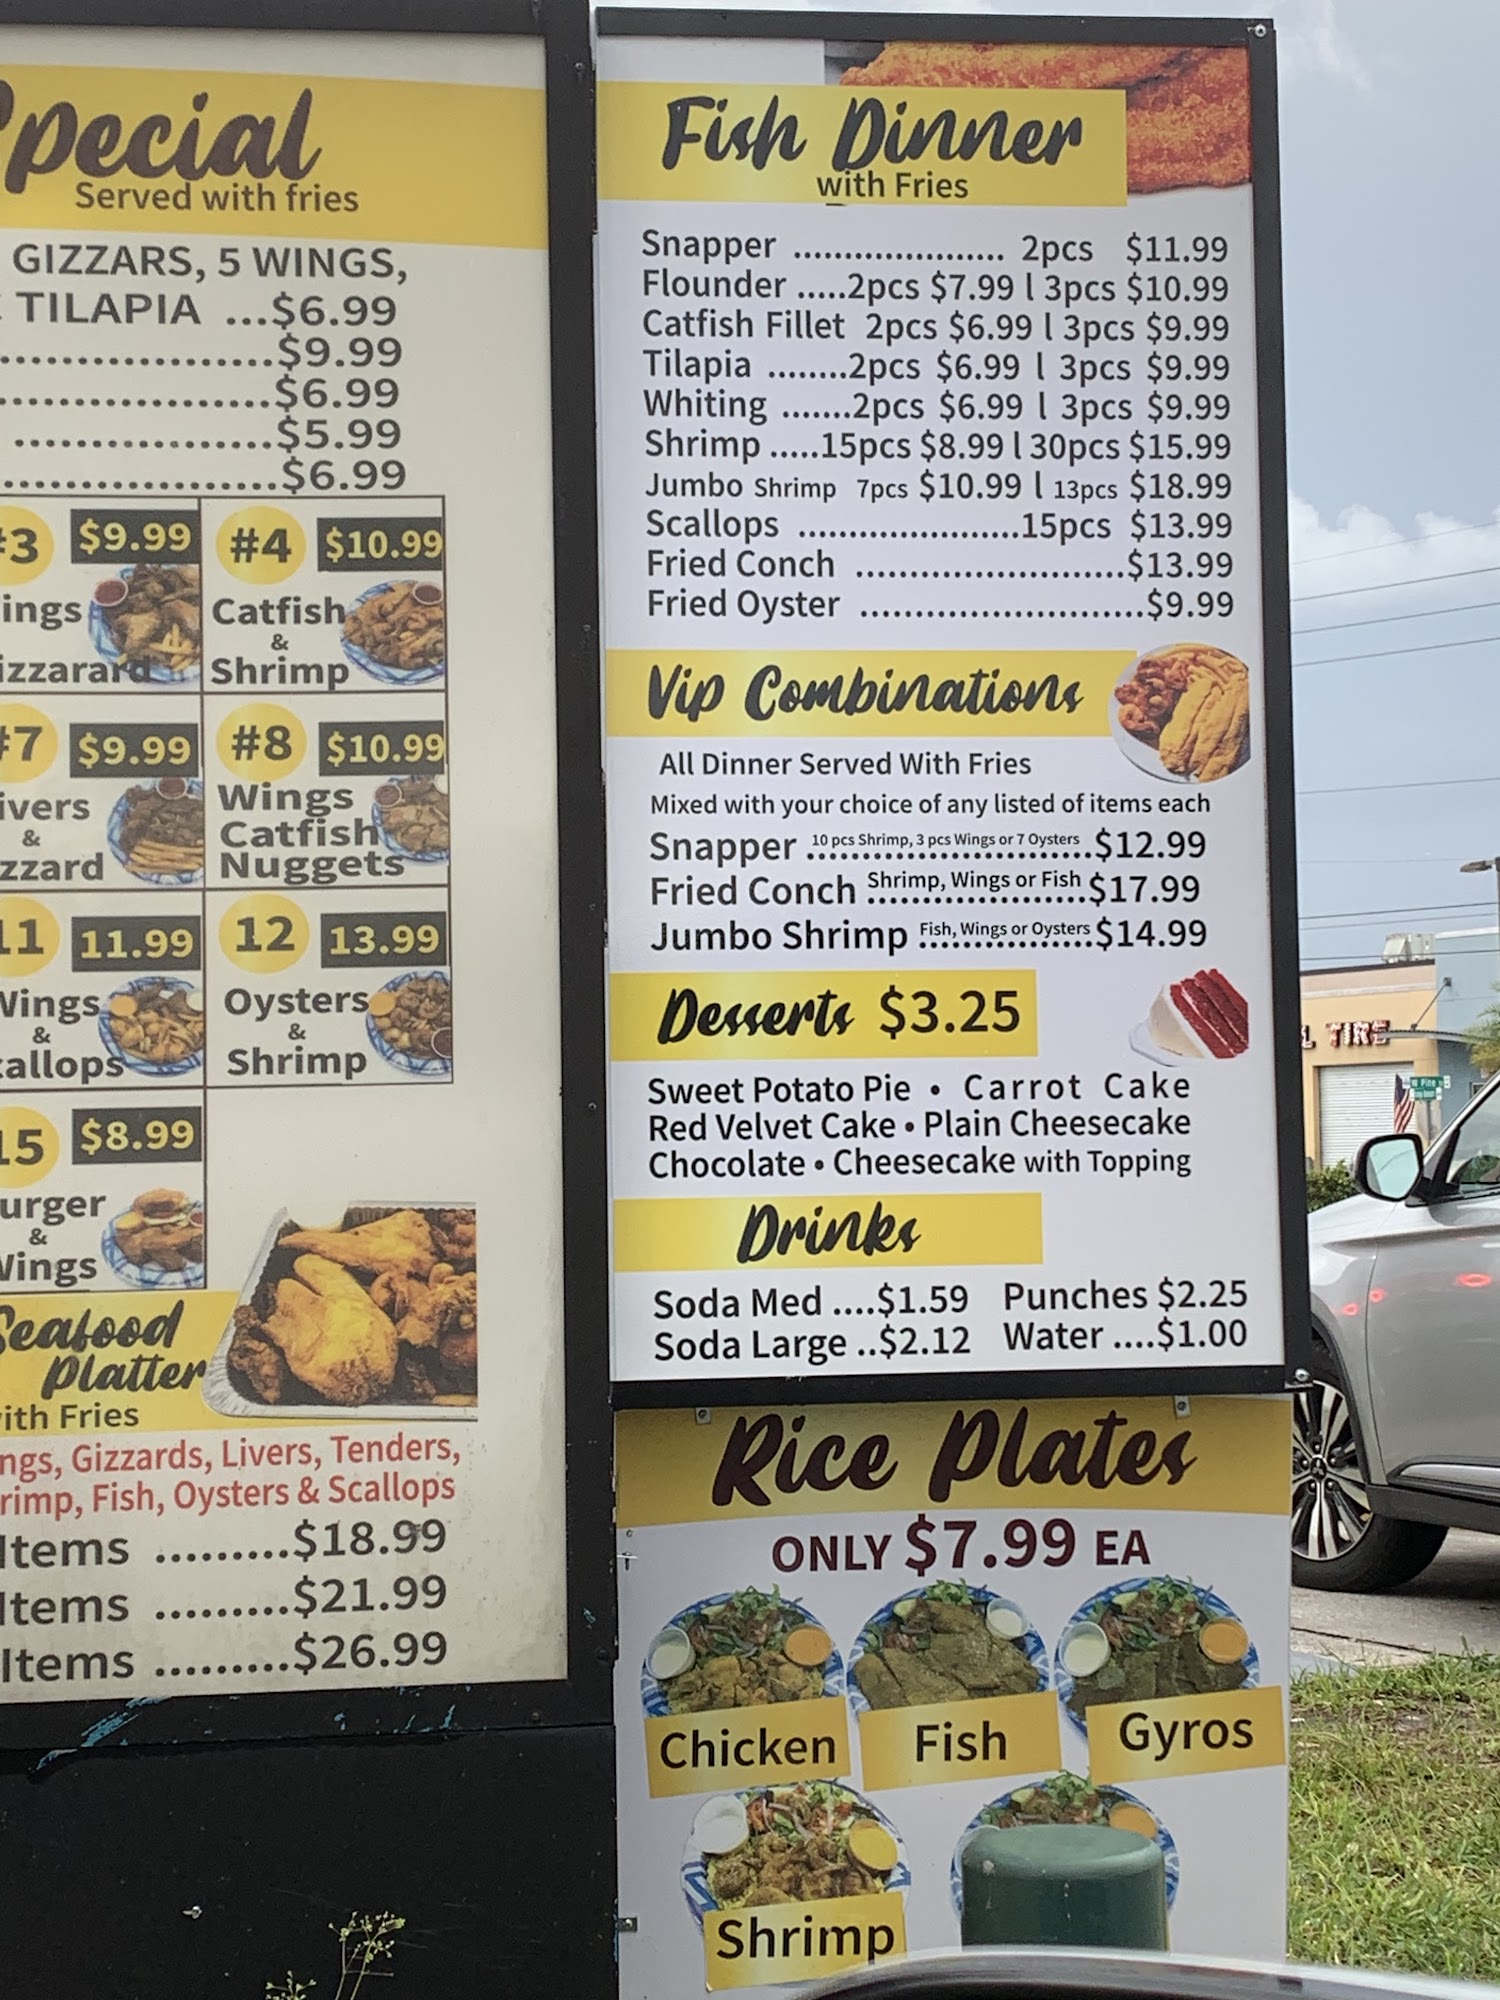 Special
Served with fries
GIZZARS, 5 WINGS,
TILAPIA ...$6.99
..................$9.99
..................$6.99
..................$5.99
..................$6.99
#3 $9.99
#4 $10.99
Catfish
&
Shrimp
#7 $9.99
&
#8 $10.99
Wings
Catfish
Nuggets
11 11.99
Wings
&
Scallops
12 13.99
Oysters
&
Shrimp
15 $8.99
Burger
&
Wings
Seafood
Platter
with Fries
Gizzards, Livers, Tenders,
Fish, Oysters & Scallops
Items .........$18.99
Items .........$21.99
Items .........$26.99
Fish Dinner
with Fries
Snapper ..................... 2pcs $11.99
Flounder .....2pcs $7.99 l 3pcs $10.99
Catfish Fillet 2pcs $6.99 l 3pcs $9.99
Tilapia ........2pcs $6.99 l 3pcs $9.99
Whiting .......2pcs $6.99 l 3pcs $9.99
Shrimp .....15pcs $8.99 l 30pcs $15.99
Jumbo Shrimp 7pcs $10.99 l 13pcs $18.99
Scallops ......................15pcs $13.99
Fried Conch ...........................$13.99
Fried Oyster ............................$9.99
Vip Combinations
All Dinner Served With Fries
Mixed with your choice of any listed of items each
Snapper 10 pcs Shrimp, 3 pcs Wings or 7 Oysters $12.99
Fried Conch Shrimp, Wings or Fish $17.99
Jumbo Shrimp Fish, Wings or Oysters $14.99
Desserts $3.25
Sweet Potato Pie • Carrot Cake
Red Velvet Cake • Plain Cheesecake
Chocolate • Cheesecake with Topping
Drinks
Soda Med ....$1.59 Punches $2.25
Soda Large ..$2.12 Water ....$1.00
Rice Plates
ONLY $7.99 EA
Chicken
Fish
Gyros
Shrimp
TIRE
W Pine